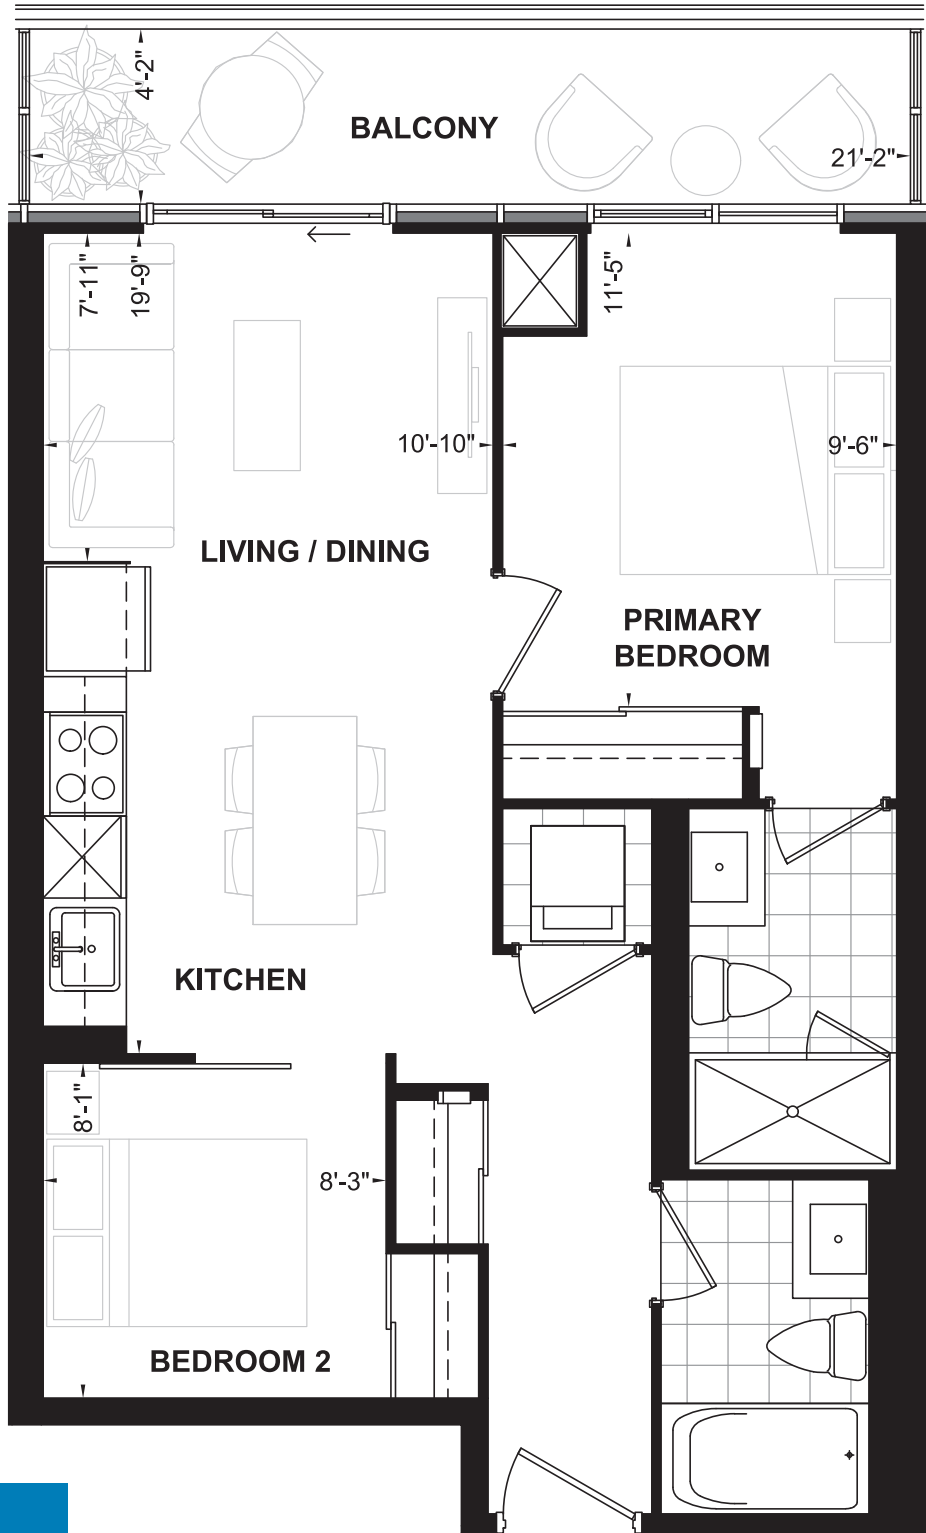 4'-2"
BALCONY
21'-2"
7'-11"
19'-9"
11'-5"
10'-10"
9'-6"
LIVING / DINING
PRIMARY
BEDROOM
KITCHEN
8'-1"
8'-3"
BEDROOM 2